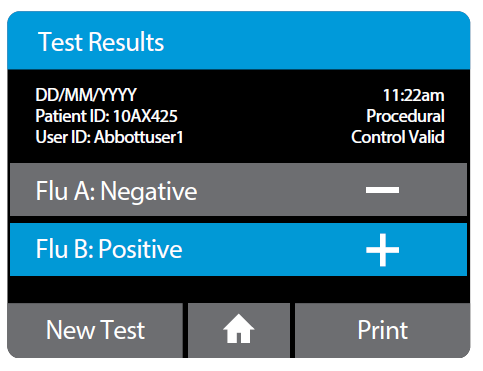 Test Results
DD/MM/YYYY 11:22am
Patient ID: 10AX425 Procedural
User ID: Abbottuser1 Control Valid
Flu A: Negative −
Flu B: Positive +
New Test Print